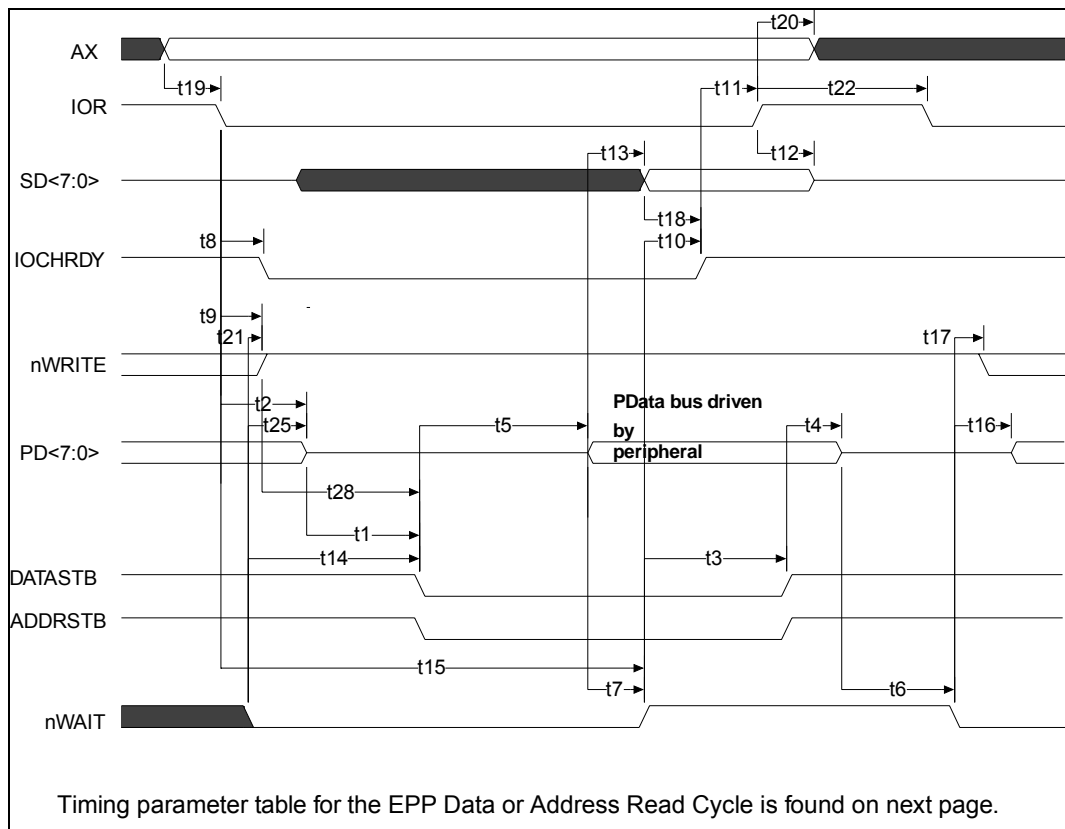 t20
AX
t19
t11
t22
IOR
t13
t12
SD<7:0>
t18
t8
t10
IOCHRDY
t9
t21
t17
nWRITE
t2
PData bus driven
t25
t5
by
t4
t16
PD<7:0>
peripheral
t28
t1
t14
t3
DATASTB
ADDRSTB
t15
t7
t6
nWAIT
Timing parameter table for the EPP Data or Address Read Cycle is found on next page.